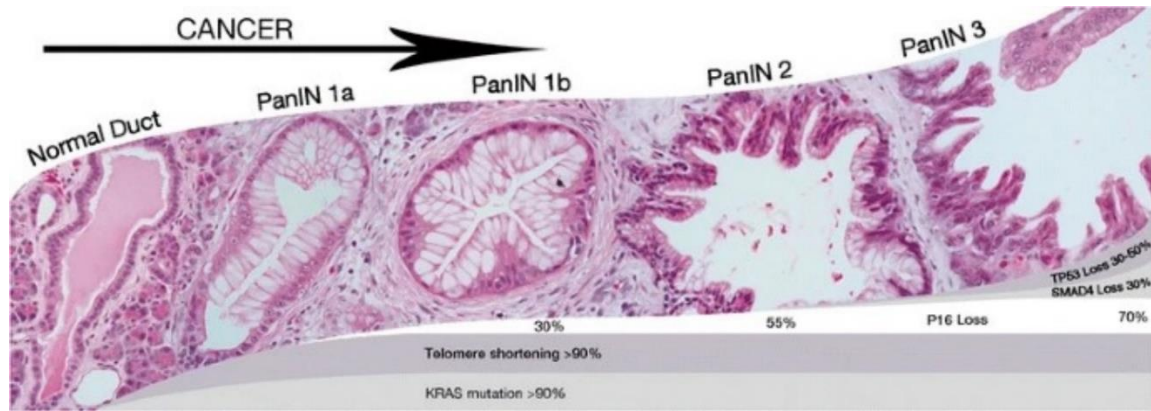 CANCER
Normal Duct
PanIN 1a
PanIN 1b
PanIN 2
PanIN 3
TP53 Loss 30-50%
SMAD4 Loss 30%
30%
55%
P16 Loss
70%
Telomere shortening >90%
KRAS mutation >90%